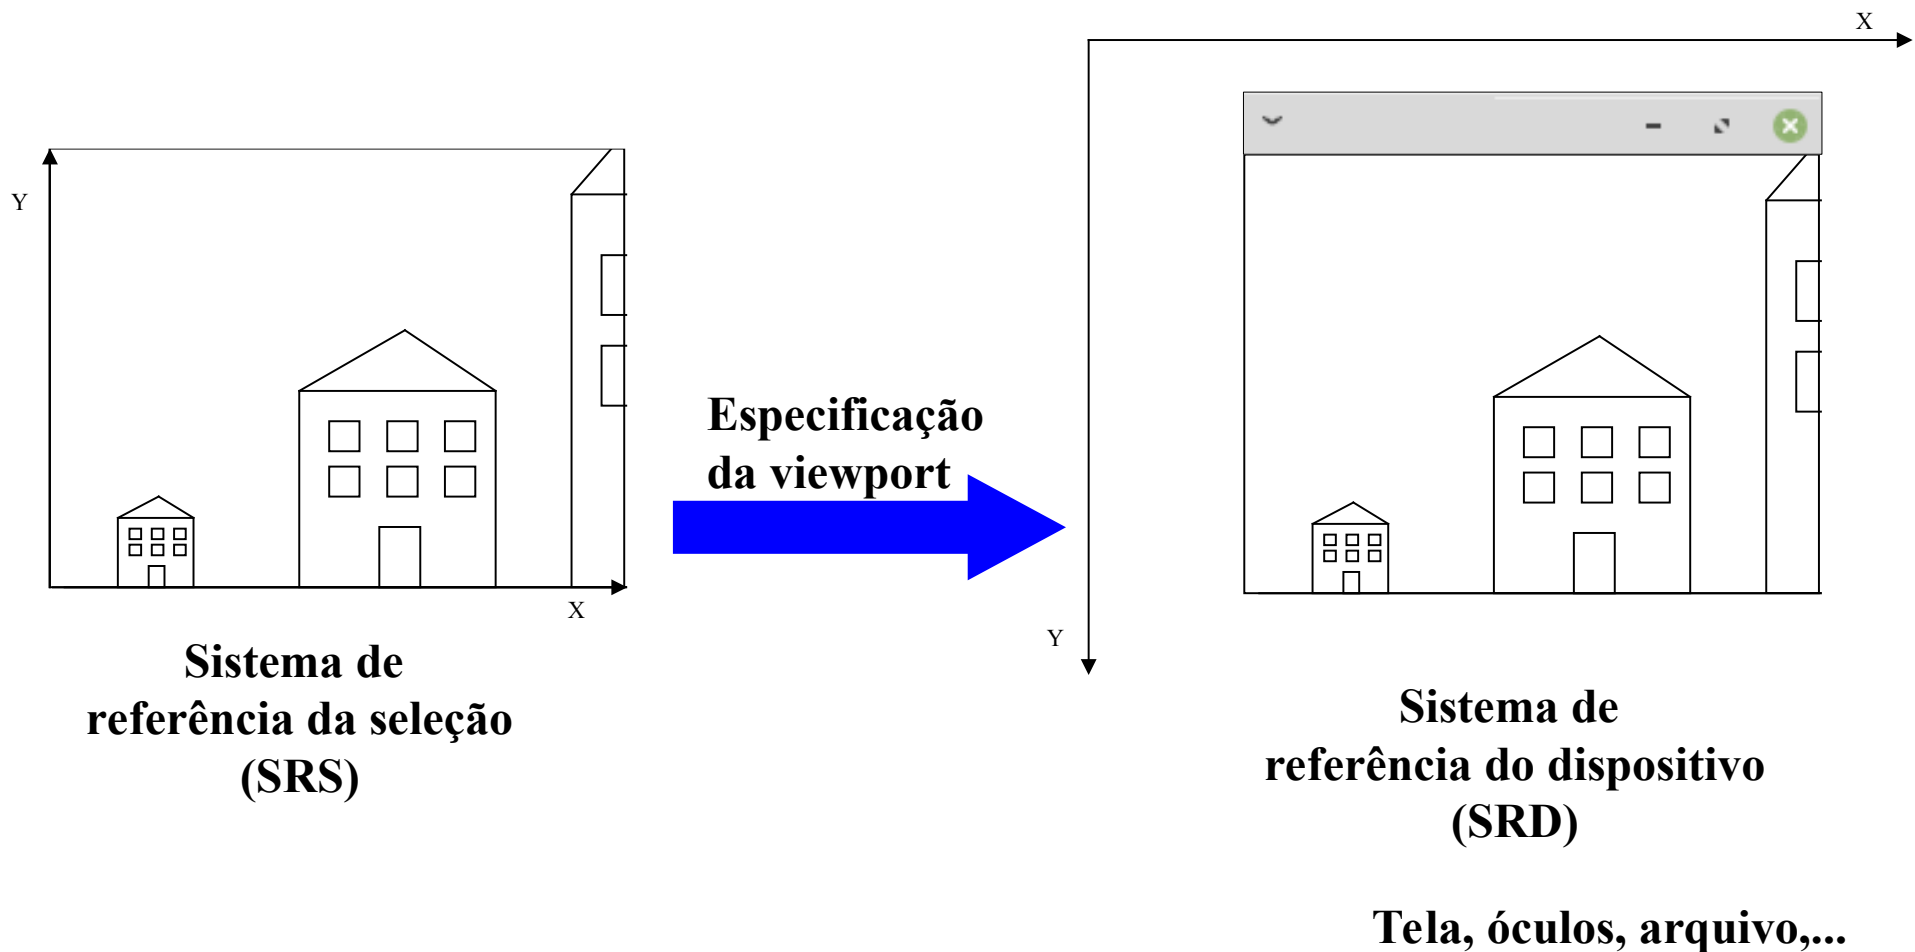 Y
X
Sistema de
referência da seleção
(SRS)
Especificação
da viewport
X
Y
Sistema de
referência do dispositivo
(SRD)
Tela, óculos, arquivo,...